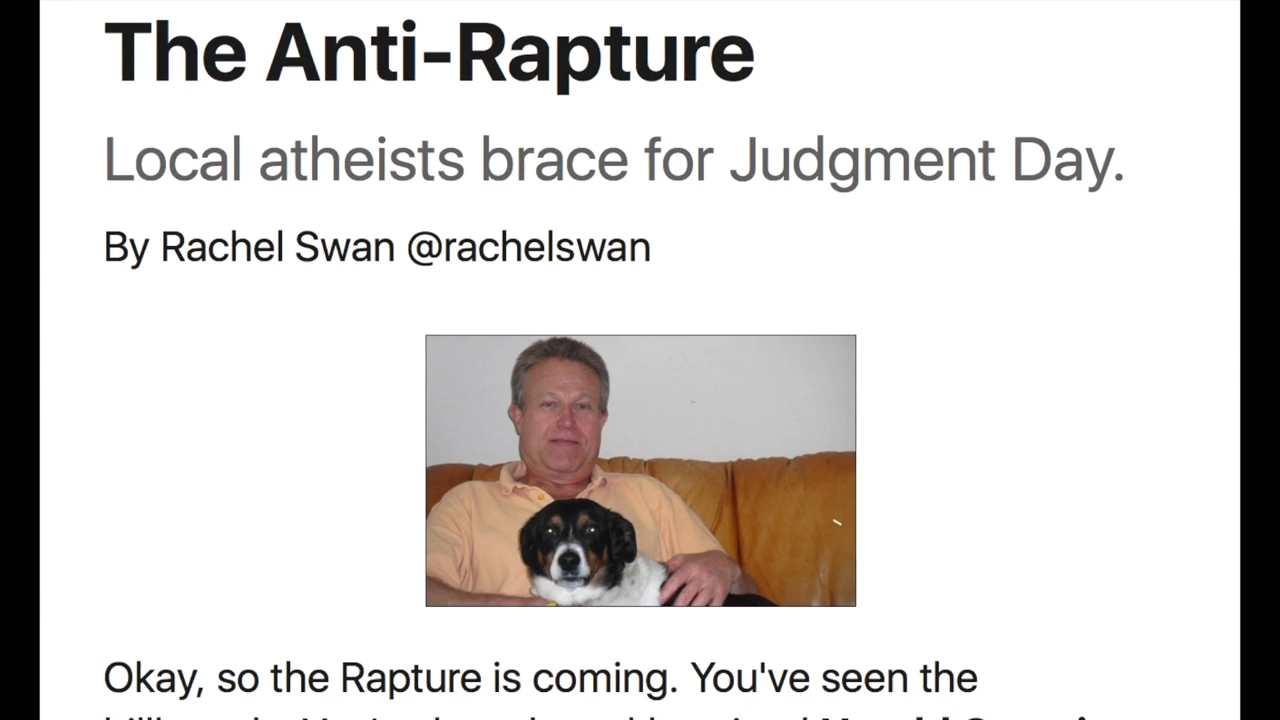 The Anti-Rapture
Local atheists brace for Judgment Day.
By Rachel Swan @rachelswan
Okay, so the Rapture is coming. You've seen the